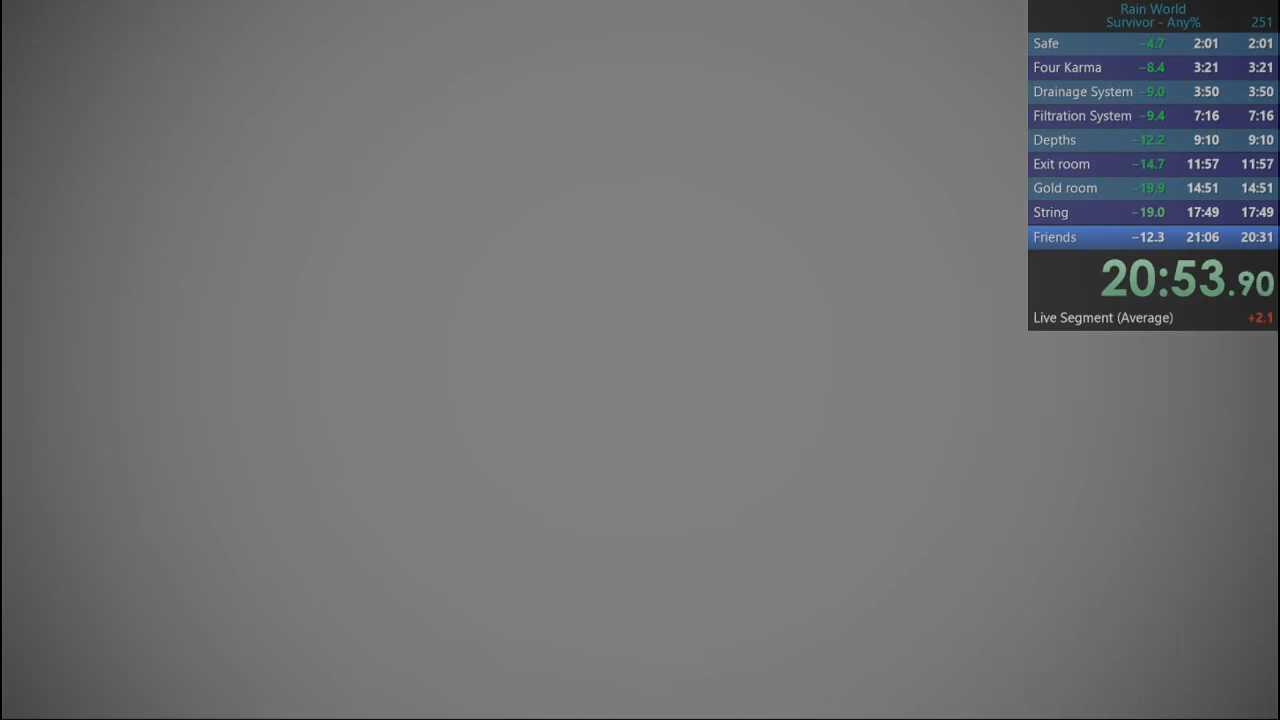 Rain World
Survivor - Any% 251
Safe −4.7 2:01 2:01
Four Karma −8.4 3:21 3:21
Drainage System −9.0 3:50 3:50
Filtration System −9.4 7:16 7:16
Depths −12.2 9:10 9:10
Exit room −14.7 11:57 11:57
Gold room −19.9 14:51 14:51
String −19.0 17:49 17:49
Friends −12.3 21:06 20:31
20:53.90
Live Segment (Average) +2.1